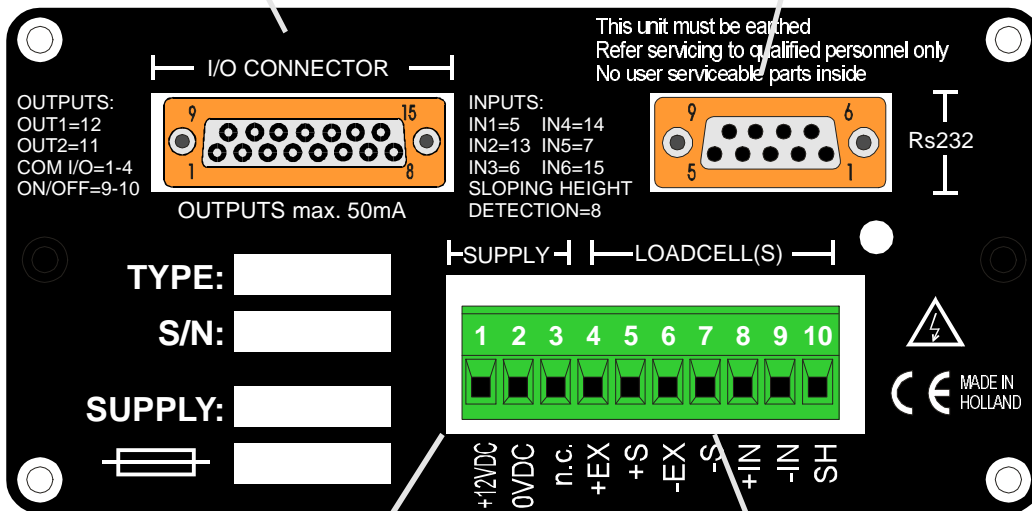 This unit must be earthed
Refer servicing to qualified personnel only
No user serviceable parts inside
I/O CONNECTOR
OUTPUTS:
OUT1=12
OUT2=11
COM I/O=1-4
ON/OFF=9-10
9 15
1 8
OUTPUTS max. 50mA
INPUTS:
IN1=5 IN4=14
IN2=13 IN5=7
IN3=6 IN6=15
SLOPING HEIGHT
DETECTION=8
9 6
5 1
Rs232
SUPPLY LOADCELL(S)
TYPE:
S/N:
SUPPLY:
1 2 3 4 5 6 7 8 9 10
+12VDC
0VDC
n.c.
+EX
+S
-EX
-S
+IN
-IN
SH
CE MADE IN
HOLLAND